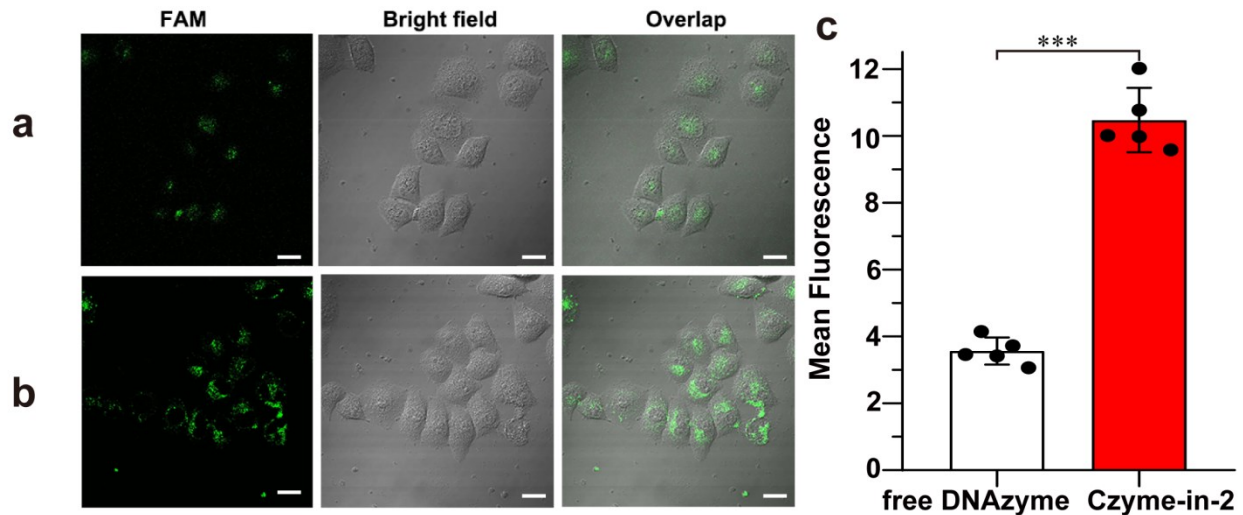 FAM Bright field Overlap
a
b
c
***
Mean Fluorescence
12
10
8
6
4
2
0
free DNAzyme Czyme-in-2